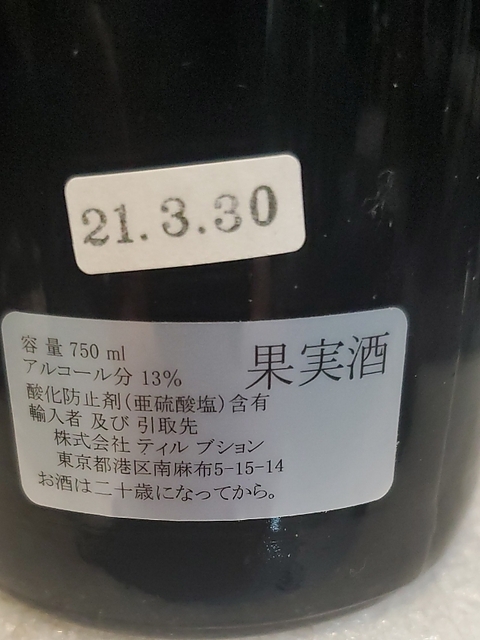 21.3.30
容量 750 ml
アルコール分 13%
果実酒
酸化防止剤(亜硫酸塩)含有
輸入者 及び 引取先
株式会社 ティル ブション
東京都港区南麻布5-15-14
お酒は二十歳になってから。